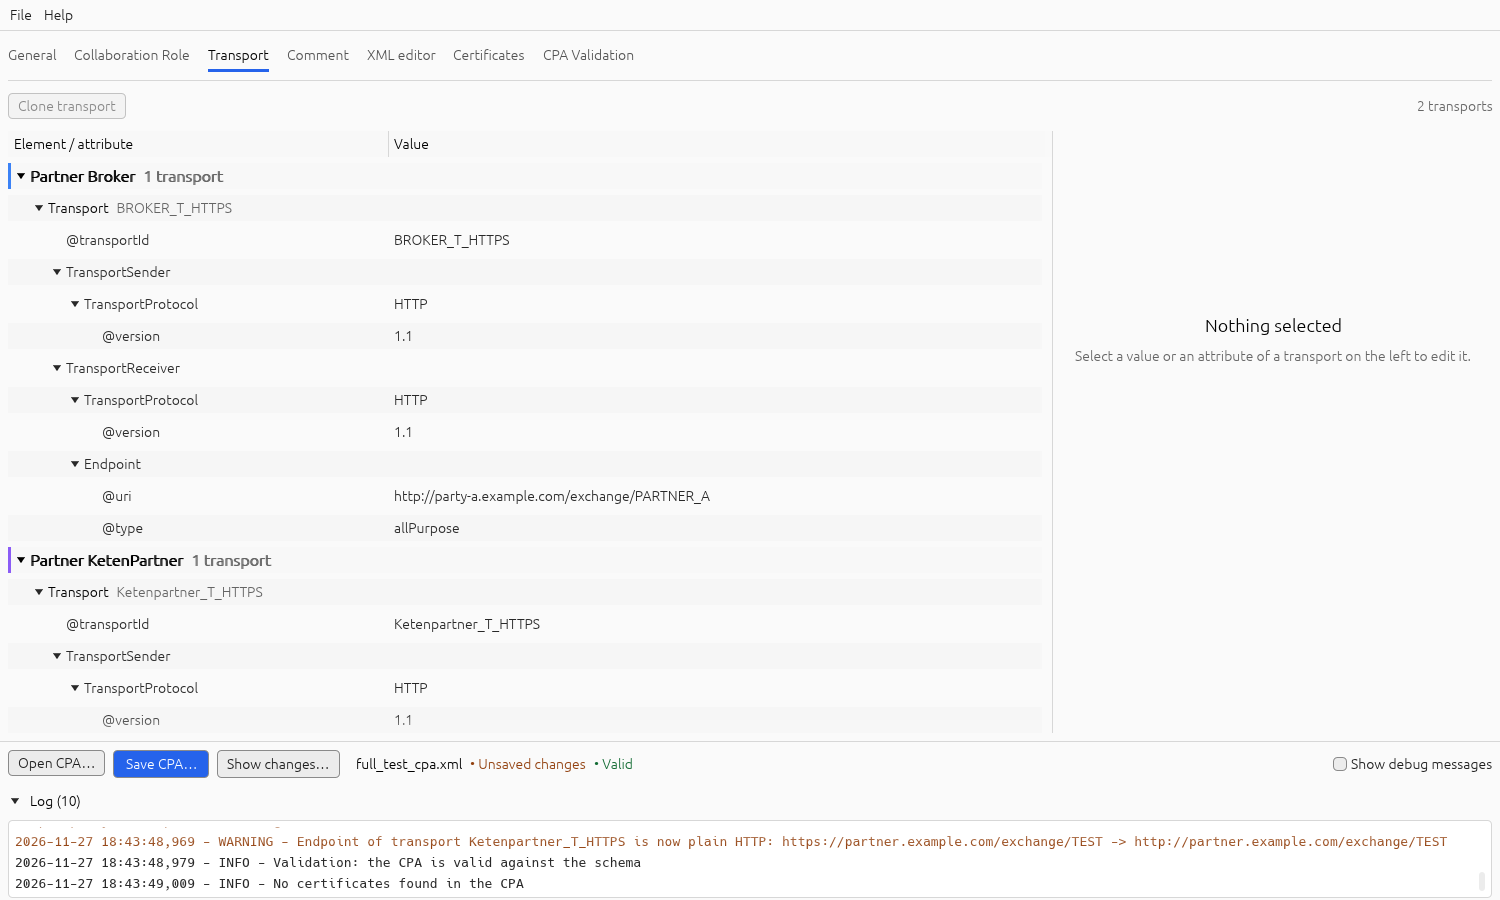 File Help
General Collaboration Role Transport Comment XML editor Certificates CPA Validation
Clone transport 2 transports
Element / attribute Value
Partner Broker 1 transport
Transport BROKER_T_HTTPS
@transportId BROKER_T_HTTPS
TransportSender
TransportProtocol HTTP
@version 1.1
TransportReceiver
TransportProtocol HTTP
@version 1.1
Endpoint
@uri http://party-a.example.com/exchange/PARTNER_A
@type allPurpose
Partner KetenPartner 1 transport
Transport Ketenpartner_T_HTTPS
@transportId Ketenpartner_T_HTTPS
TransportSender
TransportProtocol HTTP
@version 1.1
Nothing selected
Select a value or an attribute of a transport on the left to edit it.
Open CPA... Save CPA... Show changes... full_test_cpa.xml • Unsaved changes • Valid Show debug messages
Log (10)
2026-11-27 18:43:48,969 - WARNING - Endpoint of transport Ketenpartner_T_HTTPS is now plain HTTP: https://partner.example.com/exchange/TEST -> http://partner.example.com/exchange/TEST
2026-11-27 18:43:48,979 - INFO - Validation: the CPA is valid against the schema
2026-11-27 18:43:49,009 - INFO - No certificates found in the CPA